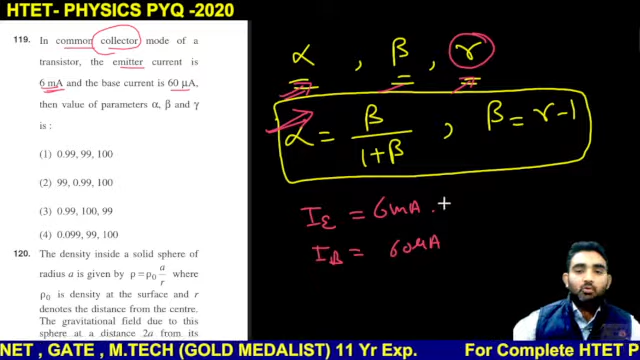 HTET- PHYSICS PYQ -2020
119. In common collector mode of a
transistor, the emitter current is
6 mA and the base current is 60 μA,
then value of parameters α, β and γ
is :
(1) 0.99, 99, 100
(2) 99, 0.99, 100
(3) 0.99, 100, 99
(4) 0.099, 99, 100
120. The density inside a solid sphere of
radius a is given by ρ = ρ₀ a/r where
ρ₀ is density at the surface and r
denotes the distance from the centre.
The gravitational field due to this
sphere at a distance 2a from its
α , β , γ
α = β/1+β , β = γ-1
I_E = 6mA.
I_B = 60μA
NET, GATE , M.TECH (GOLD MEDALIST) 11 Yr Exp. For Complete HTET P